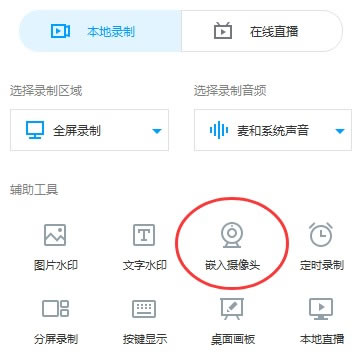 本地录制 在线直播
选择录制区域 选择录制音频
全屏录制 麦和系统声音
辅助工具
T
图片水印 文字水印 嵌入摄像头 定时录制
分屏录制 按键显示 桌面画板 本地直播